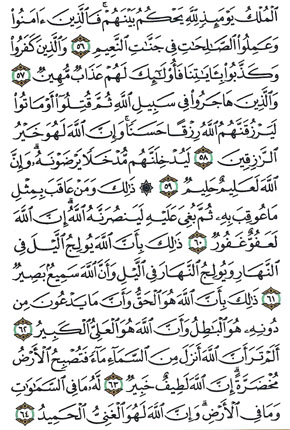 ٱلْمُلْكُ يَوْمَئِذٍ لِّلَّهِ يَحْكُمُ بَيْنَهُمْ ۚ فَٱلَّذِينَ ءَامَنُوا۟
وَعَمِلُوا۟ ٱلصَّـٰلِحَـٰتِ فِى جَنَّـٰتِ ٱلنَّعِيمِ ٥٦ وَٱلَّذِينَ كَفَرُوا۟
وَكَذَّبُوا۟ بِـَٔايَـٰتِنَا فَأُو۟لَـٰٓئِكَ لَهُمْ عَذَابٌ مُّهِينٌ ٥٧
وَٱلَّذِينَ هَاجَرُوا۟ فِى سَبِيلِ ٱللَّهِ ثُمَّ قُتِلُوٓا۟ أَوْ مَاتُوا۟
لَيَرْزُقَنَّهُمُ ٱللَّهُ رِزْقًا حَسَنًا ۚ وَإِنَّ ٱللَّهَ لَهُوَ خَيْرُ
ٱلرَّٰزِقِينَ ٥٨ لَيُدْخِلَنَّهُم مُّدْخَلًا يَرْضَوْنَهُۥ ۗ وَإِنَّ
ٱللَّهَ لَعَلِيمٌ حَلِيمٌ ٥٩ ۞ ذَٰلِكَ وَمَنْ عَاقَبَ بِمِثْلِ
مَا عُوقِبَ بِهِۦ ثُمَّ بُغِىَ عَلَيْهِ لَيَنصُرَنَّهُ ٱللَّهُ ۗ إِنَّ ٱللَّهَ
لَعَفُوٌّ غَفُورٌ ٦٠ ذَٰلِكَ بِأَنَّ ٱللَّهَ يُولِجُ ٱلَّيْلَ فِى
ٱلنَّهَارِ وَيُولِجُ ٱلنَّهَارَ فِى ٱلَّيْلِ وَأَنَّ ٱللَّهَ سَمِيعٌۢ بَصِيرٌ
٦١ ذَٰلِكَ بِأَنَّ ٱللَّهَ هُوَ ٱلْحَقُّ وَأَنَّ مَا يَدْعُونَ مِن
دُونِهِۦ هُوَ ٱلْبَـٰطِلُ وَأَنَّ ٱللَّهَ هُوَ ٱلْعَلِىُّ ٱلْكَبِيرُ ٦٢
أَلَمْ تَرَ أَنَّ ٱللَّهَ أَنزَلَ مِنَ ٱلسَّمَآءِ مَآءً فَتُصْبِحُ ٱلْأَرْضُ
مُخْضَرَّةً ۗ إِنَّ ٱللَّهَ لَطِيفٌ خَبِيرٌ ٦٣ لَّهُۥ مَا فِى ٱلسَّمَـٰوَٰتِ
وَمَا فِى ٱلْأَرْضِ ۗ وَإِنَّ ٱللَّهَ لَهُوَ ٱلْغَنِىُّ ٱلْحَمِيدُ ٦٤